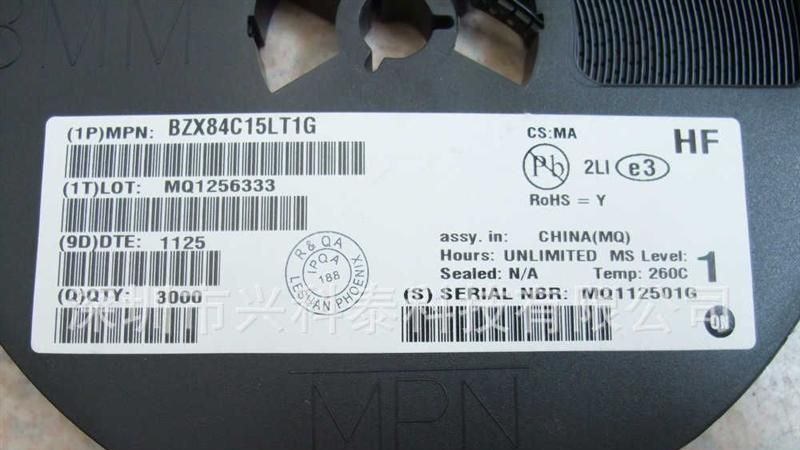 8MM
(1P)MPN: BZX84C15LT1G
CS:MA
HF
Pb
2LI
e3
(1T)LOT: MQ1256333
RoHS = Y
(9D)DTE: 1125
R & QA
IPQA
188
LESHAN PHOENIX
assy. in: CHINA(MQ)
Hours: UNLIMITED MS Level: 1
Sealed: N/A Temp: 260C
(Q)QTY: 3000
(S) SERIAL NBR: MQ112501G
ON
深圳市兴科泰科技有限公司
MPN